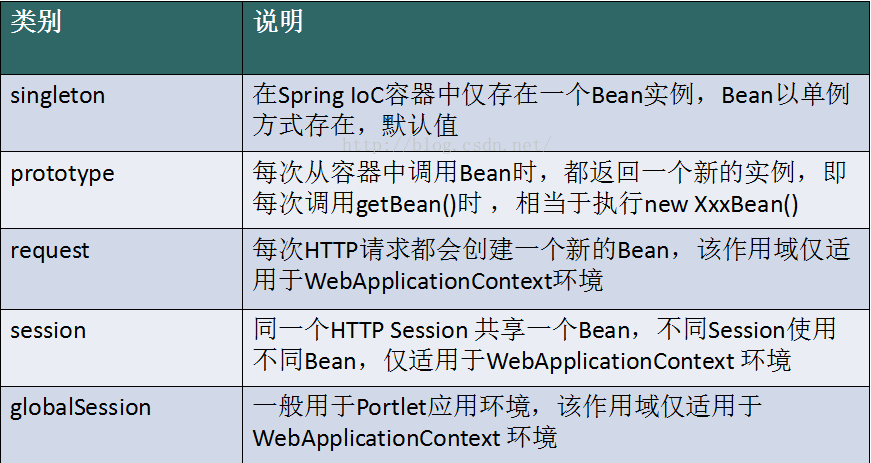 类别
说明
singleton
在Spring IoC容器中仅存在一个Bean实例，Bean以单例
方式存在，默认值
http://blog.csdn.net/
prototype
每次从容器中调用Bean时，都返回一个新的实例，即
每次调用getBean()时 ，相当于执行new XxxBean()
request
每次HTTP请求都会创建一个新的Bean，该作用域仅适
用于WebApplicationContext环境
session
同一个HTTP Session 共享一个Bean，不同Session使用
不同Bean，仅适用于WebApplicationContext 环境
globalSession
一般用于Portlet应用环境，该作用域仅适用于
WebApplicationContext 环境